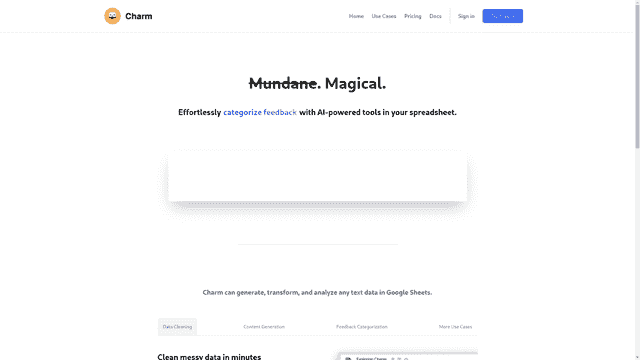 Charm
Home Use Cases Pricing Docs Sign in
Mundane. Magical.
Effortlessly categorize feedback with AI-powered tools in your spreadsheet.
Charm can generate, transform, and analyze any text data in Google Sheets.
Data Cleaning Content Generation Feedback Categorization More Use Cases
Clean messy data in minutes